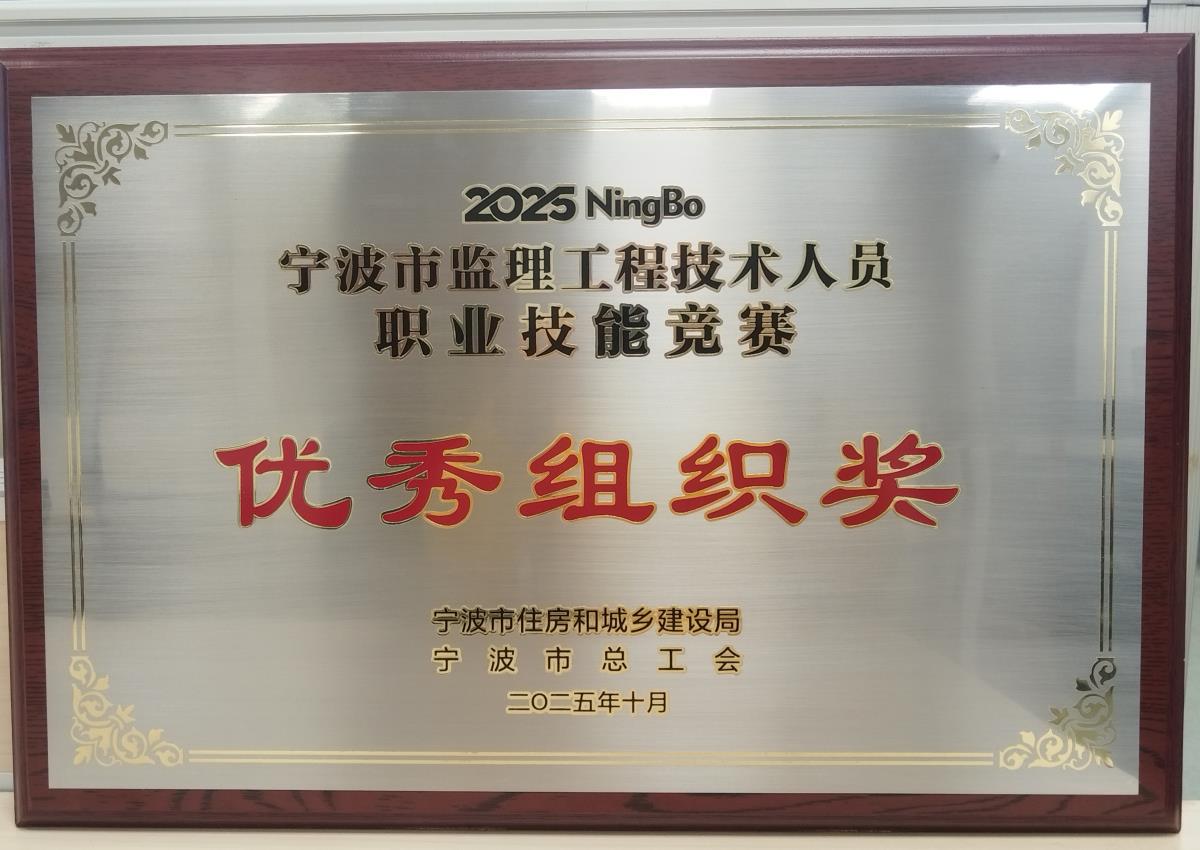 2025 NingBo
宁波市监理工程技术人员
职业技能竞赛
优秀组织奖
宁波市住房和城乡建设局
宁波市总工会
二〇二五年十月